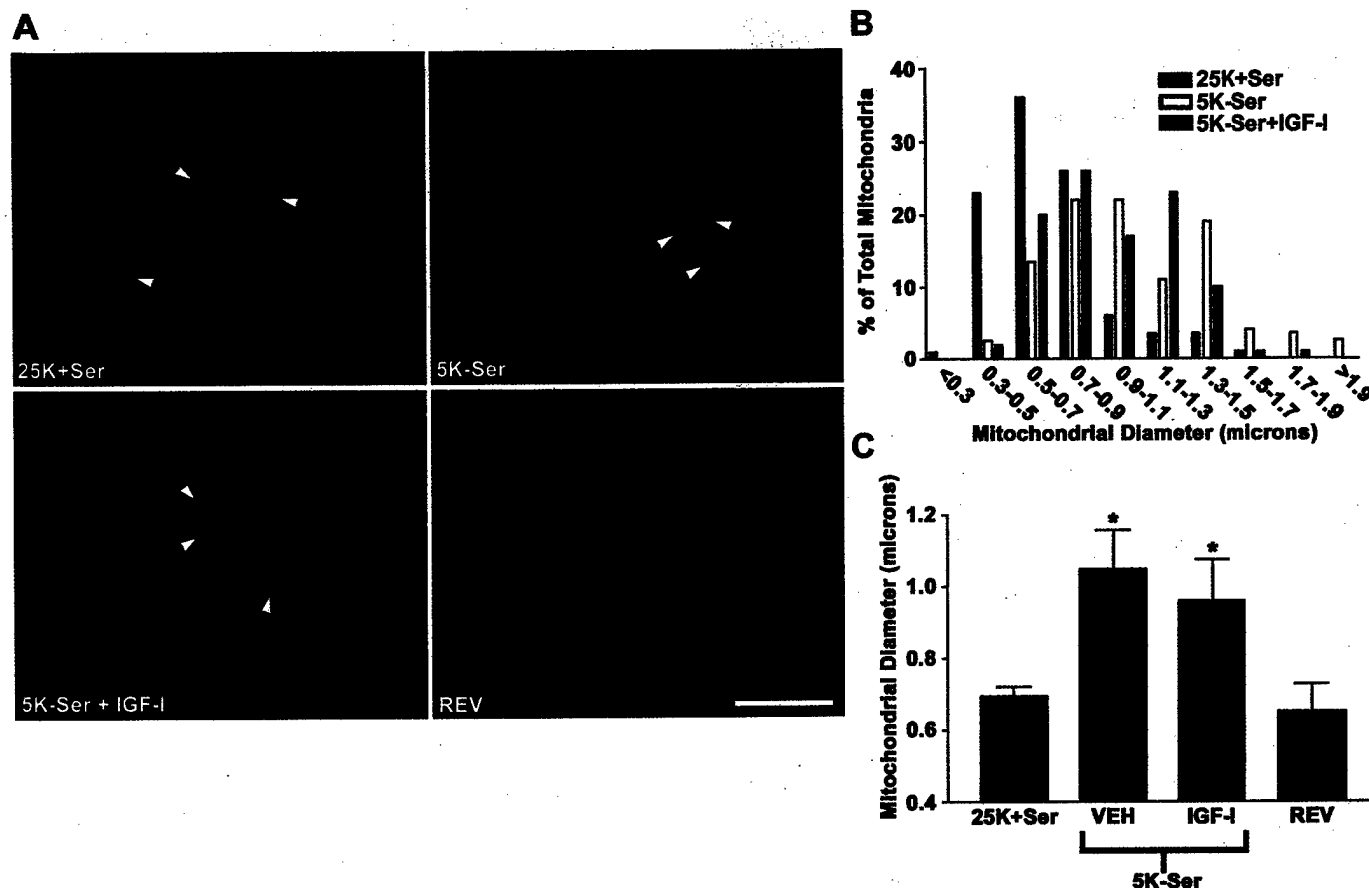 A
25K+Ser
5K-Ser
5K-Ser + IGF-I
REV
B
40
30
20
10
0
% of Total Mitochondria
25K+Ser
5K-Ser
5K-Ser+IGF-I
<0.3
0.3-0.5
0.5-0.7
0.7-0.9
0.9-1.1
1.1-1.3
1.3-1.5
1.5-1.7
1.7-1.9
>1.9
Mitochondrial Diameter (microns)
C
Mitochondrial Diameter (microns)
1.2
1.0
0.8
0.6
0.4
*
*
25K+Ser
VEH
IGF-I
REV
5K-Ser